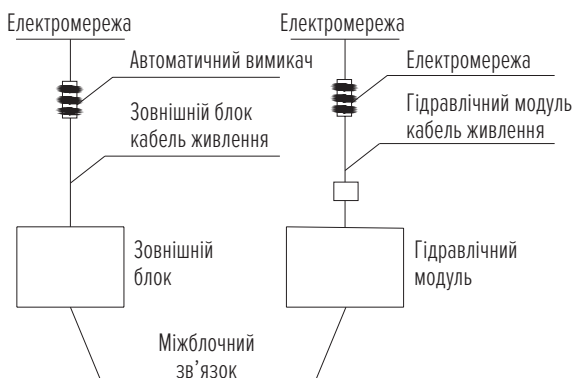 Електромережа
Автоматичний вимикач
Зовнішній блок
кабель живлення
Зовнішній
блок
Електромережа
Електромережа
Гідравлічний модуль
кабель живлення
Гідравлічний
модуль
Міжблочний
зв’язок